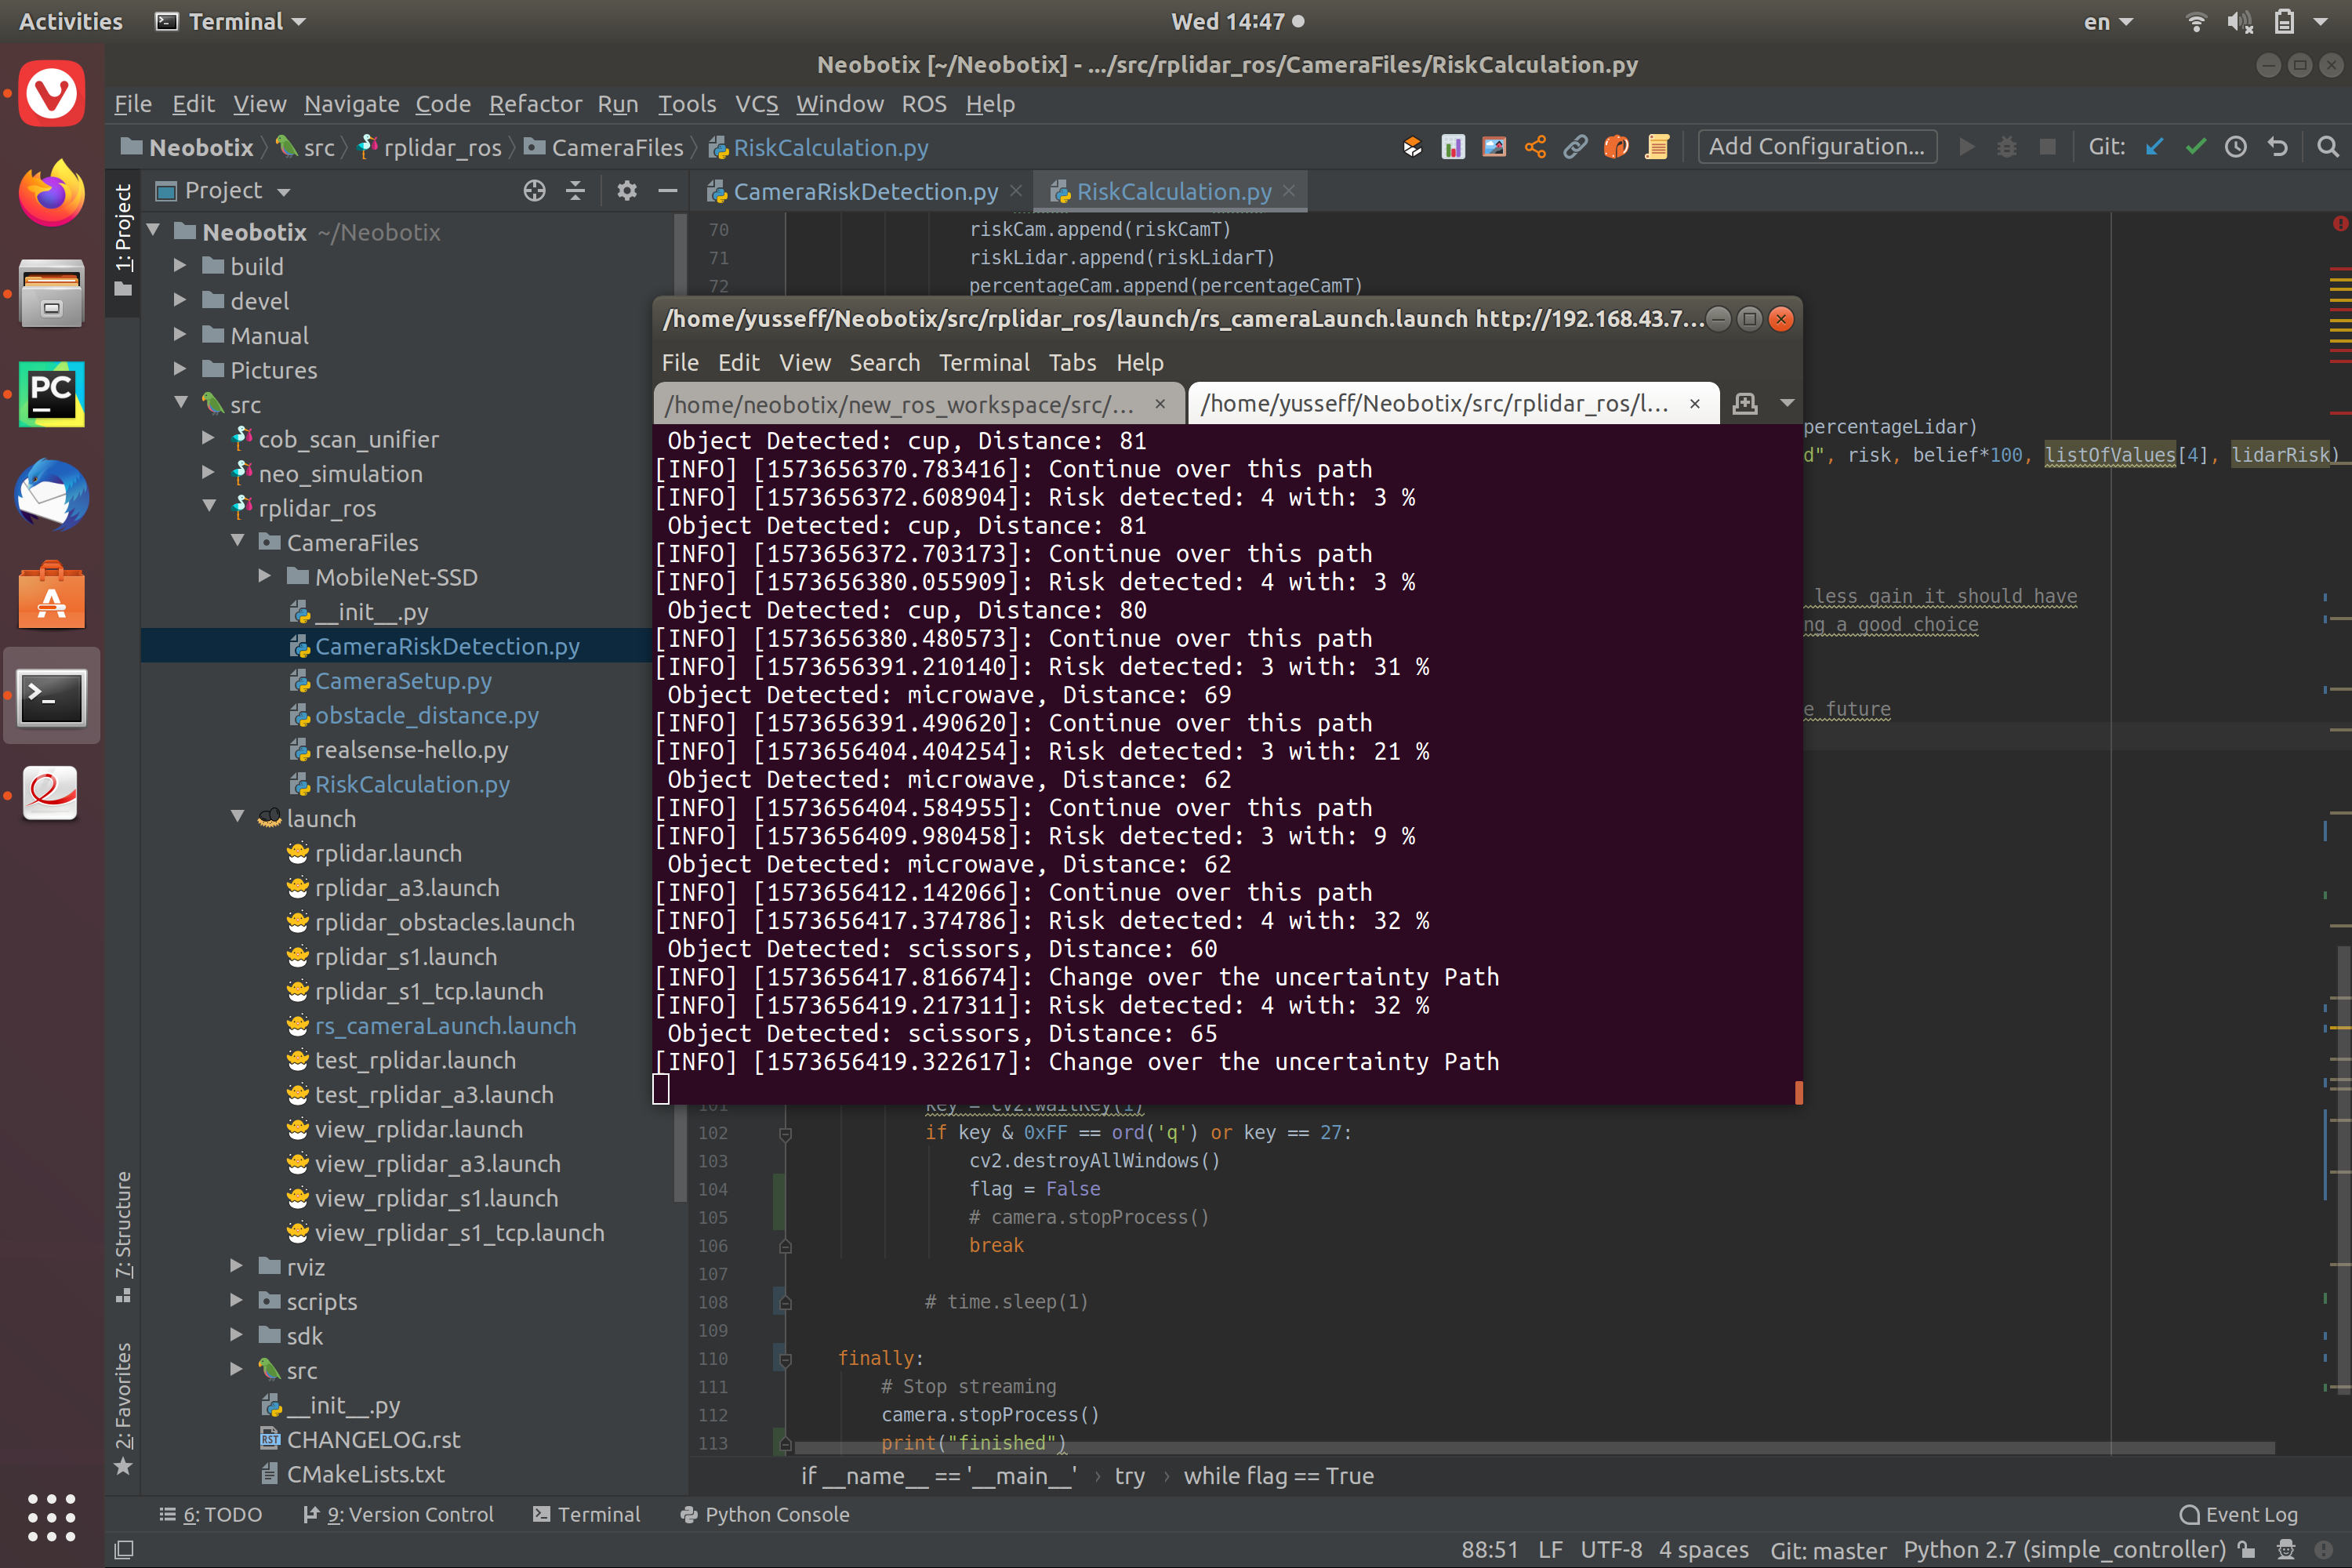 Activities Terminal Wed 14:47 en
Neobotix [~/Neobotix] - .../src/rplidar_ros/CameraFiles/RiskCalculation.py
File Edit View Navigate Code Refactor Run Tools VCS Window ROS Help
Neobotix src rplidar_ros CameraFiles RiskCalculation.py Add Configuration... Git:
1: Project
7: Structure
2: Favorites
Project
Neobotix ~/Neobotix
build
devel
Manual
Pictures
src
cob_scan_unifier
neo_simulation
rplidar_ros
CameraFiles
MobileNet-SSD
__init__.py
CameraRiskDetection.py
CameraSetup.py
obstacle_distance.py
realsense-hello.py
RiskCalculation.py
launch
rplidar.launch
rplidar_a3.launch
rplidar_obstacles.launch
rplidar_s1.launch
rplidar_s1_tcp.launch
rs_cameraLaunch.launch
test_rplidar.launch
test_rplidar_a3.launch
view_rplidar.launch
view_rplidar_a3.launch
view_rplidar_s1.launch
view_rplidar_s1_tcp.launch
rviz
scripts
sdk
src
__init__.py
CHANGELOG.rst
CMakeLists.txt
CameraRiskDetection.py RiskCalculation.py
70 riskCam.append(riskCamT)
71 riskLidar.append(riskLidarT)
72 percentageCam.append(percentageCamT)
percentageLidar)
d", risk, belief*100, listOfValues[4], lidarRisk)
less gain it should have
ng a good choice
e future
/home/yusseff/Neobotix/src/rplidar_ros/launch/rs_cameraLaunch.launch http://192.168.43.7...
File Edit View Search Terminal Tabs Help
/home/neobotix/new_ros_workspace/src/... /home/yusseff/Neobotix/src/rplidar_ros/l...
Object Detected: cup, Distance: 81
[INFO] [1573656370.783416]: Continue over this path
[INFO] [1573656372.608904]: Risk detected: 4 with: 3 %
Object Detected: cup, Distance: 81
[INFO] [1573656372.703173]: Continue over this path
[INFO] [1573656380.055909]: Risk detected: 4 with: 3 %
Object Detected: cup, Distance: 80
[INFO] [1573656380.480573]: Continue over this path
[INFO] [1573656391.210140]: Risk detected: 3 with: 31 %
Object Detected: microwave, Distance: 69
[INFO] [1573656391.490620]: Continue over this path
[INFO] [1573656404.404254]: Risk detected: 3 with: 21 %
Object Detected: microwave, Distance: 62
[INFO] [1573656404.584955]: Continue over this path
[INFO] [1573656409.980458]: Risk detected: 3 with: 9 %
Object Detected: microwave, Distance: 62
[INFO] [1573656412.142066]: Continue over this path
[INFO] [1573656417.374786]: Risk detected: 4 with: 32 %
Object Detected: scissors, Distance: 60
[INFO] [1573656417.816674]: Change over the uncertainty Path
[INFO] [1573656419.217311]: Risk detected: 4 with: 32 %
Object Detected: scissors, Distance: 65
[INFO] [1573656419.322617]: Change over the uncertainty Path
101 key = cv2.waitKey(1)
102 if key & 0xFF == ord('q') or key == 27:
103 cv2.destroyAllWindows()
104 flag = False
105 # camera.stopProcess()
106 break
107
108 # time.sleep(1)
109
110 finally:
111 # Stop streaming
112 camera.stopProcess()
113 print("finished")
if __name__ == '__main__' › try › while flag == True
6: TODO 9: Version Control Terminal Python Console Event Log
88:51 LF UTF-8 4 spaces Git: master Python 2.7 (simple_controller)